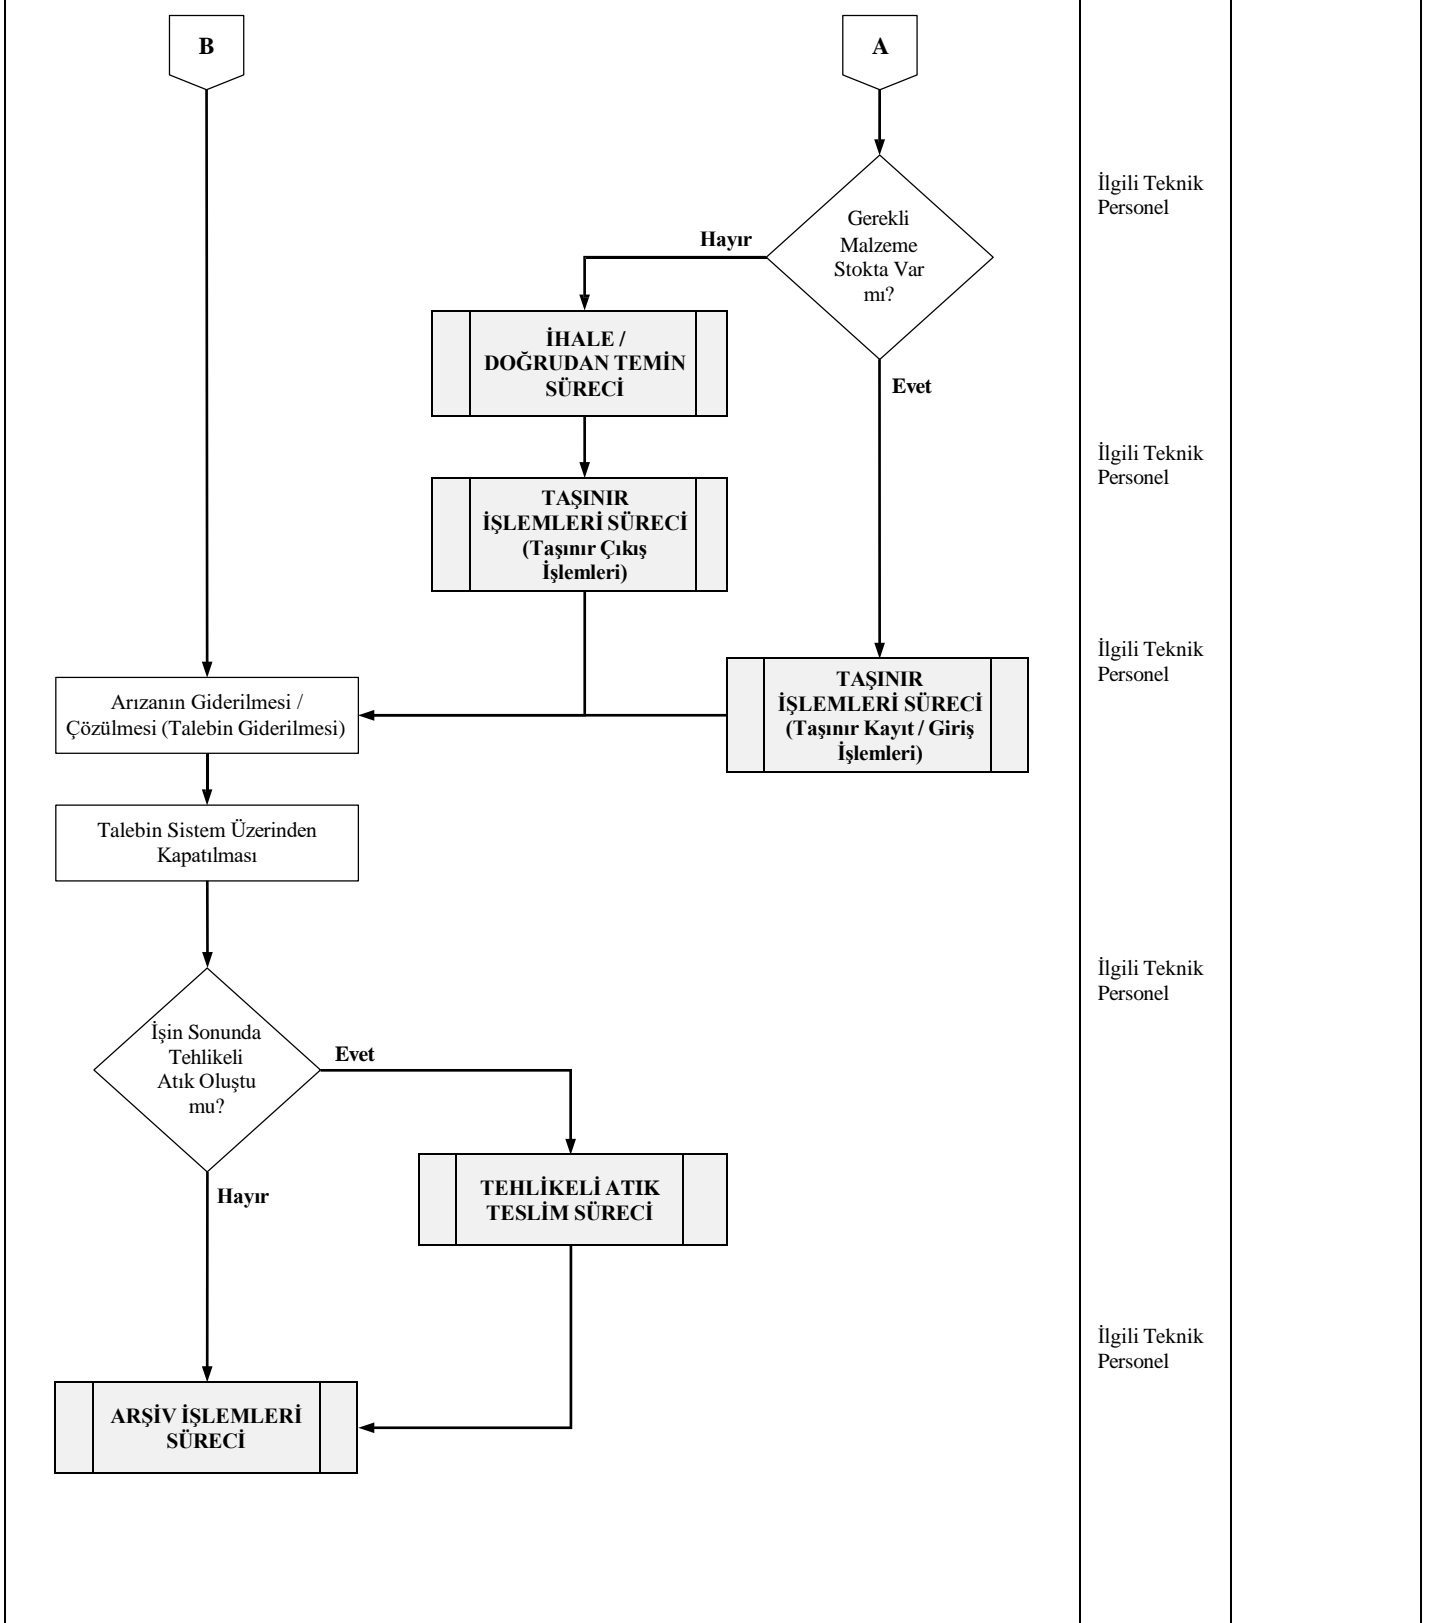 B
A
Gerekli
Malzeme
Stokta Var
mı?
Hayır
Evet
İlgili Teknik
Personel
İHALE /
DOĞRUDAN TEMİN
SÜRECİ
TAŞINIR
İŞLEMLERİ SÜRECİ
(Taşınır Çıkış
İşlemleri)
İlgili Teknik
Personel
Arızanın Giderilmesi /
Çözülmesi (Talebin Giderilmesi)
TAŞINIR
İŞLEMLERİ SÜRECİ
(Taşınır Kayıt / Giriş
İşlemleri)
İlgili Teknik
Personel
Talebin Sistem Üzerinden
Kapatılması
İşin Sonunda
Tehlikeli
Atık Oluştu
mu?
Evet
Hayır
İlgili Teknik
Personel
TEHLİKELİ ATIK
TESLİM SÜRECİ
ARŞİV İŞLEMLERİ
SÜRECİ
İlgili Teknik
Personel